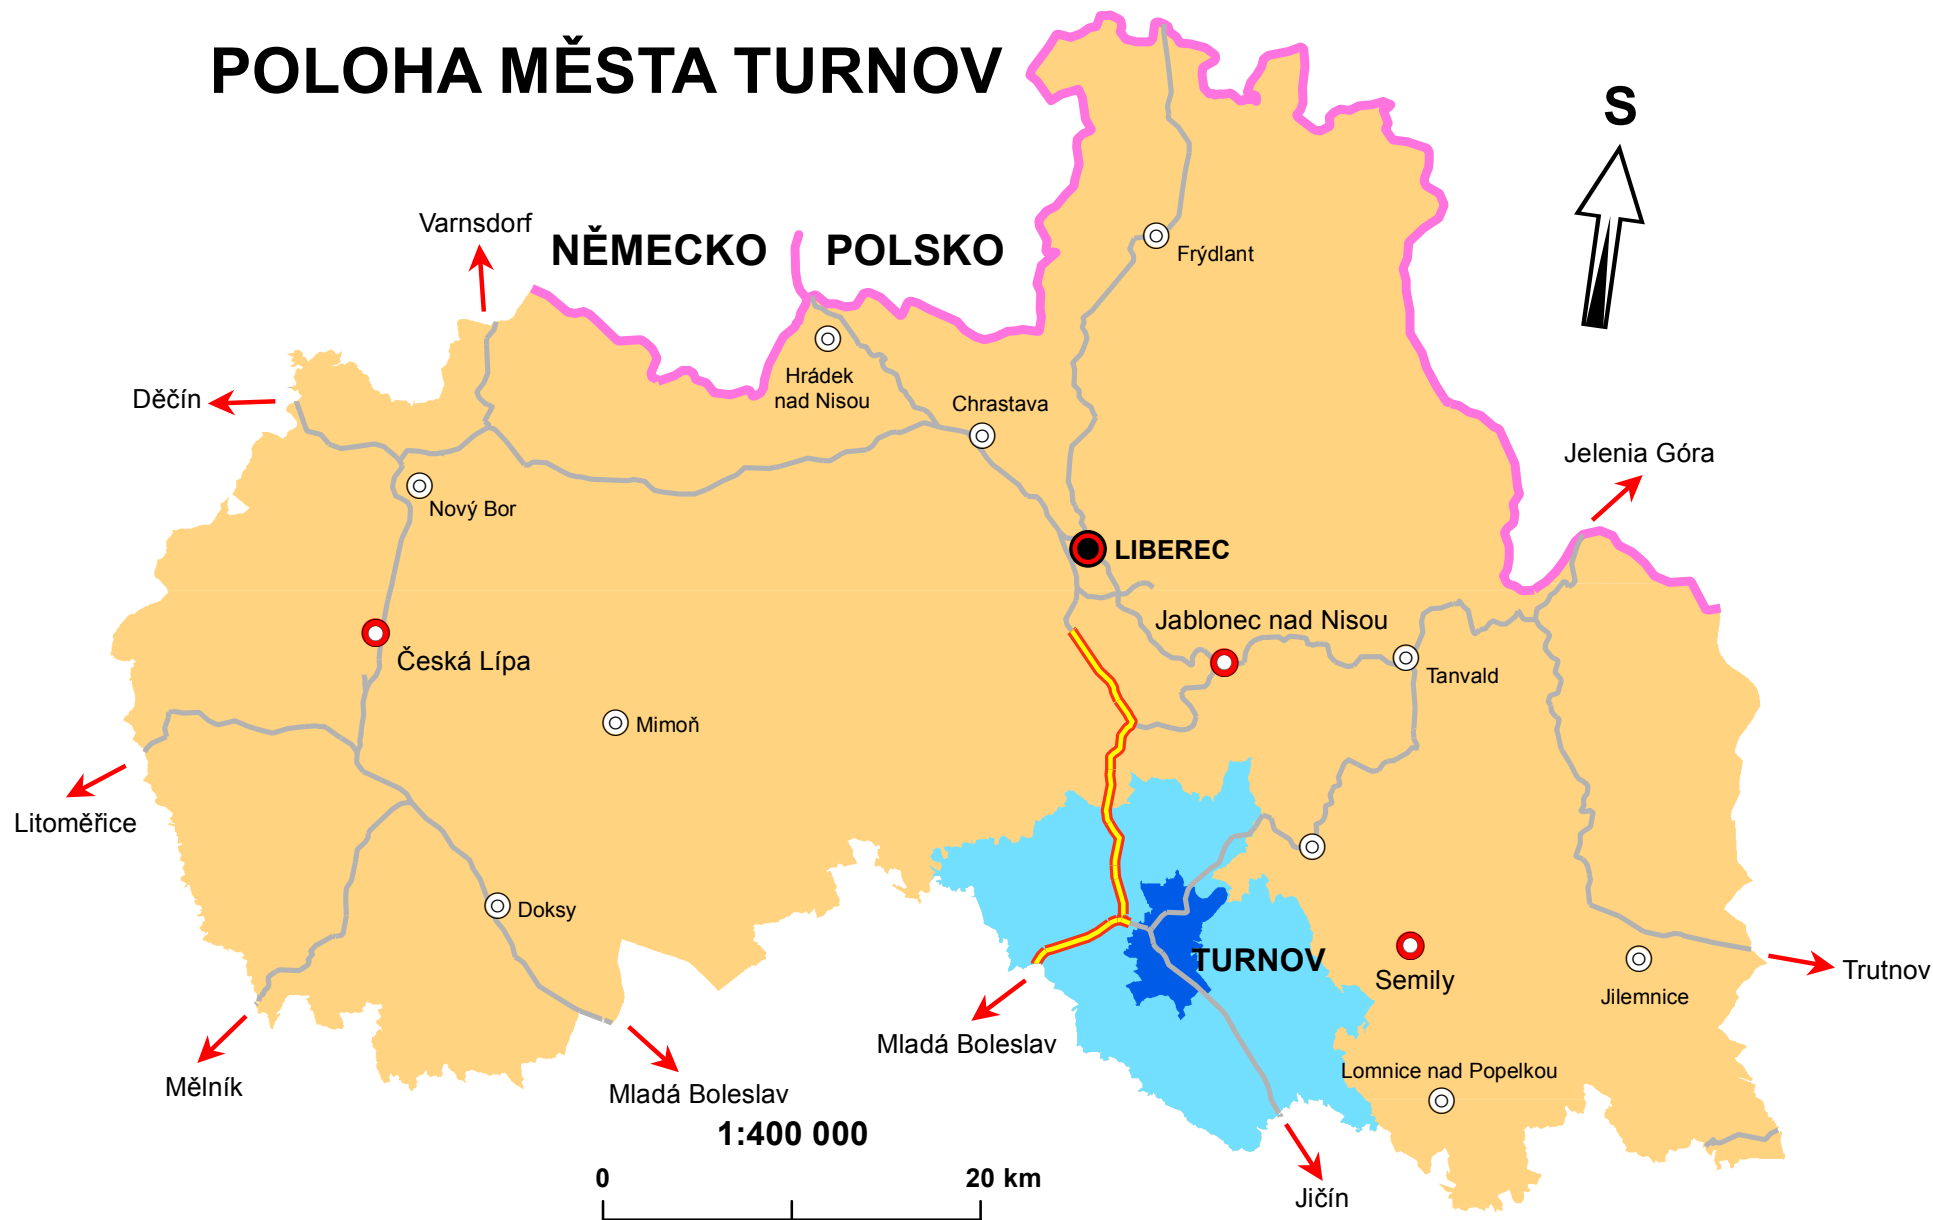 POLOHA MĚSTA TURNOV
S
Varnsdorf
NĚMECKO
POLSKO
Frýdlant
Hrádek
nad Nisou
Děčín
Chrastava
Jelenia Góra
Nový Bor
LIBEREC
Jablonec nad Nisou
Česká Lípa
Tanvald
Mimoň
Litoměřice
Doksy
TURNOV
Semily
Trutnov
Jilemnice
Mladá Boleslav
Lomnice nad Popelkou
Mělník
Mladá Boleslav
1:400 000
0
20 km
Jičín